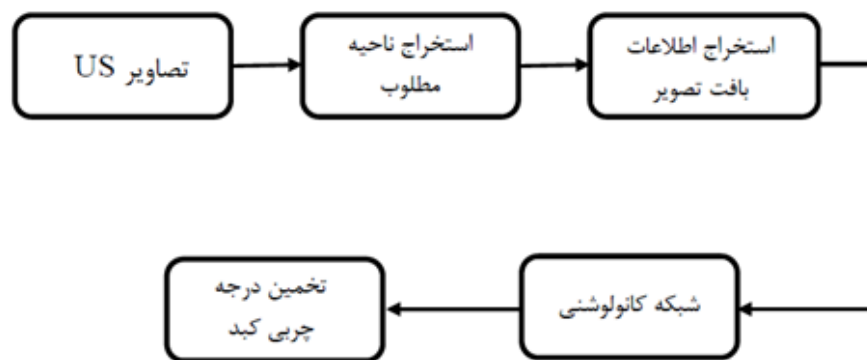 تصاویر US
استخراج ناحیه
مطلوب
استخراج اطلاعات
بافت تصویر
شبکه کانولوشنی
تخمین درجه
چربی کبد